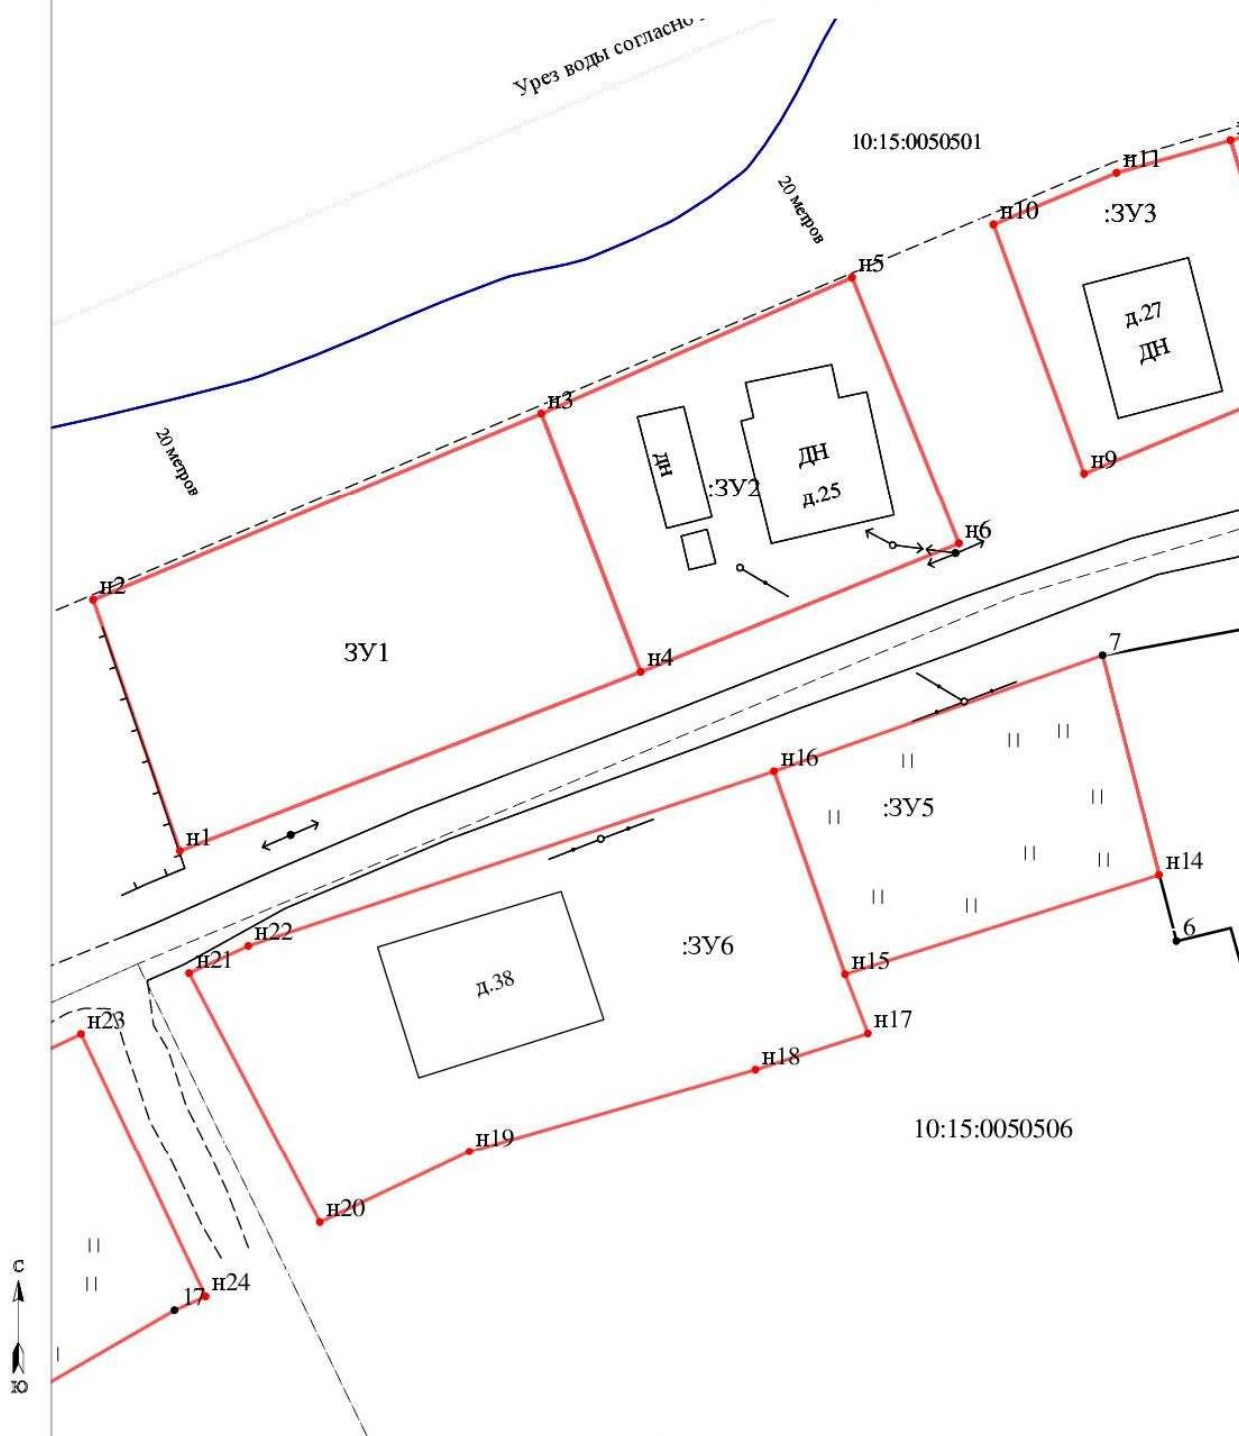 Урез воды согласно
10:15:0050501
20 метров
н11
н10
:ЗУ3
н5
д.27
ДН
н3
20 метров
ДН
ДН
:ЗУ2
д.25
н9
н6
н2
ЗУ1
н4
7
н16
:ЗУ5
н1
н14
н22
:ЗУ6
6
н21
д.38
н15
н23
н17
н18
10:15:0050506
н19
н20
С
н24
17
Ю